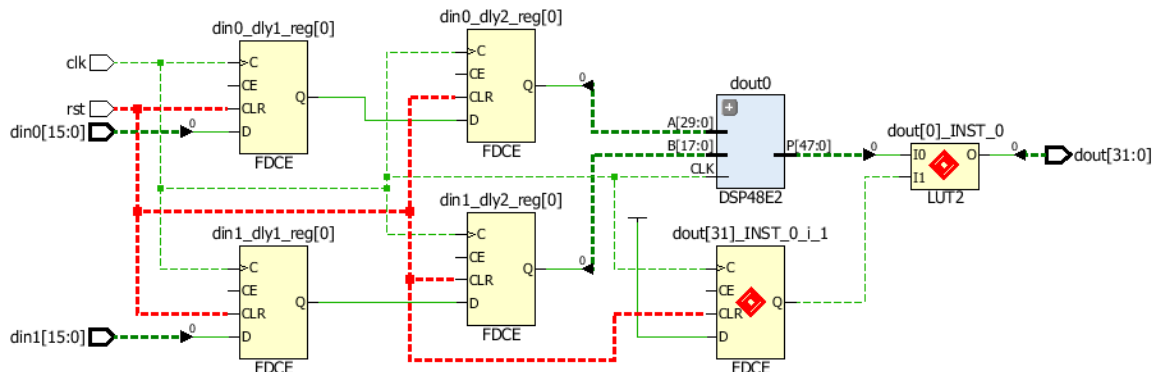 din0_dly1_reg[0]
C
CE
CLR
D
Q
FDCE
din0_dly2_reg[0]
C
CE
CLR
D
Q
FDCE
clk
rst
din0[15:0]
0
0
dout0
+
A[29:0]
B[17:0]
CLK
P[47:0]
DSP48E2
0
dout[0]_INST_0
I0
I1
O
LUT2
0
dout[31:0]
din1_dly1_reg[0]
C
CE
CLR
D
Q
FDCE
din1_dly2_reg[0]
C
CE
CLR
D
Q
FDCE
0
dout[31]_INST_0_i_1
C
CE
CLR
D
Q
FDCE
din1[15:0]
0